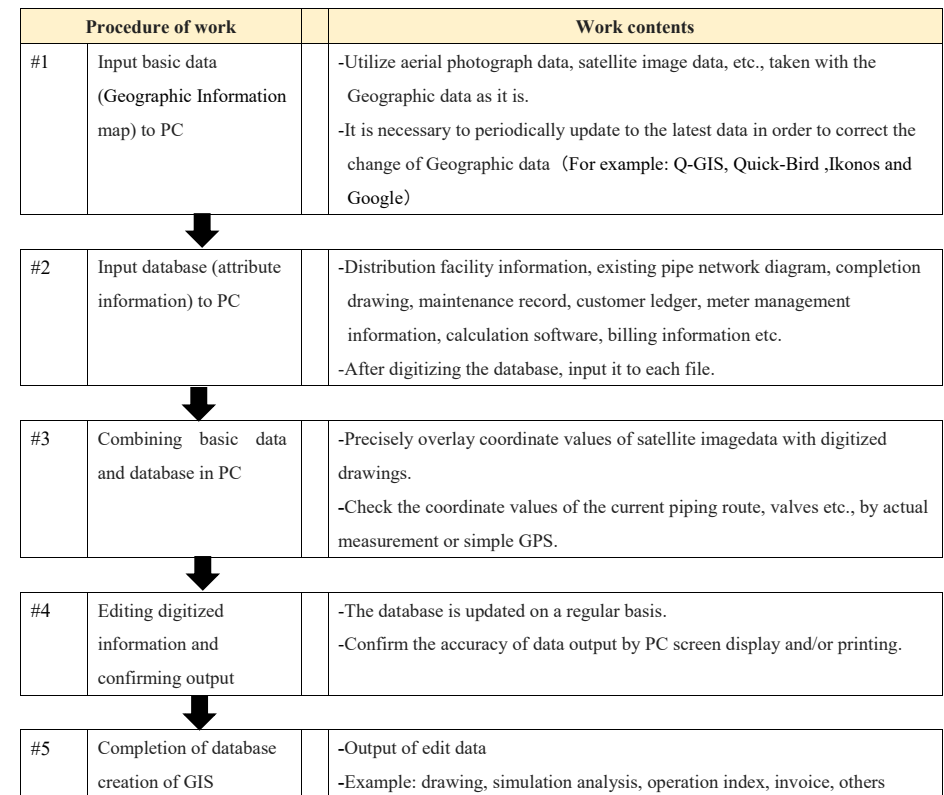 Procedure of work
Work contents
#1
Input basic data
(Geographic Information
map) to PC
-Utilize aerial photograph data, satellite image data, etc., taken with the
Geographic data as it is.
-It is necessary to periodically update to the latest data in order to correct the
change of Geographic data（For example: Q-GIS, Quick-Bird ,Ikonos and
Google）
#2
Input database (attribute
information) to PC
-Distribution facility information, existing pipe network diagram, completion
drawing, maintenance record, customer ledger, meter management
information, calculation software, billing information etc.
-After digitizing the database, input it to each file.
#3
Combining basic data
and database in PC
-Precisely overlay coordinate values of satellite imagedata with digitized
drawings.
-Check the coordinate values of the current piping route, valves etc., by actual
measurement or simple GPS.
#4
Editing digitized
information and
confirming output
-The database is updated on a regular basis.
-Confirm the accuracy of data output by PC screen display and/or printing.
#5
Completion of database
creation of GIS
-Output of edit data
-Example: drawing, simulation analysis, operation index, invoice, others